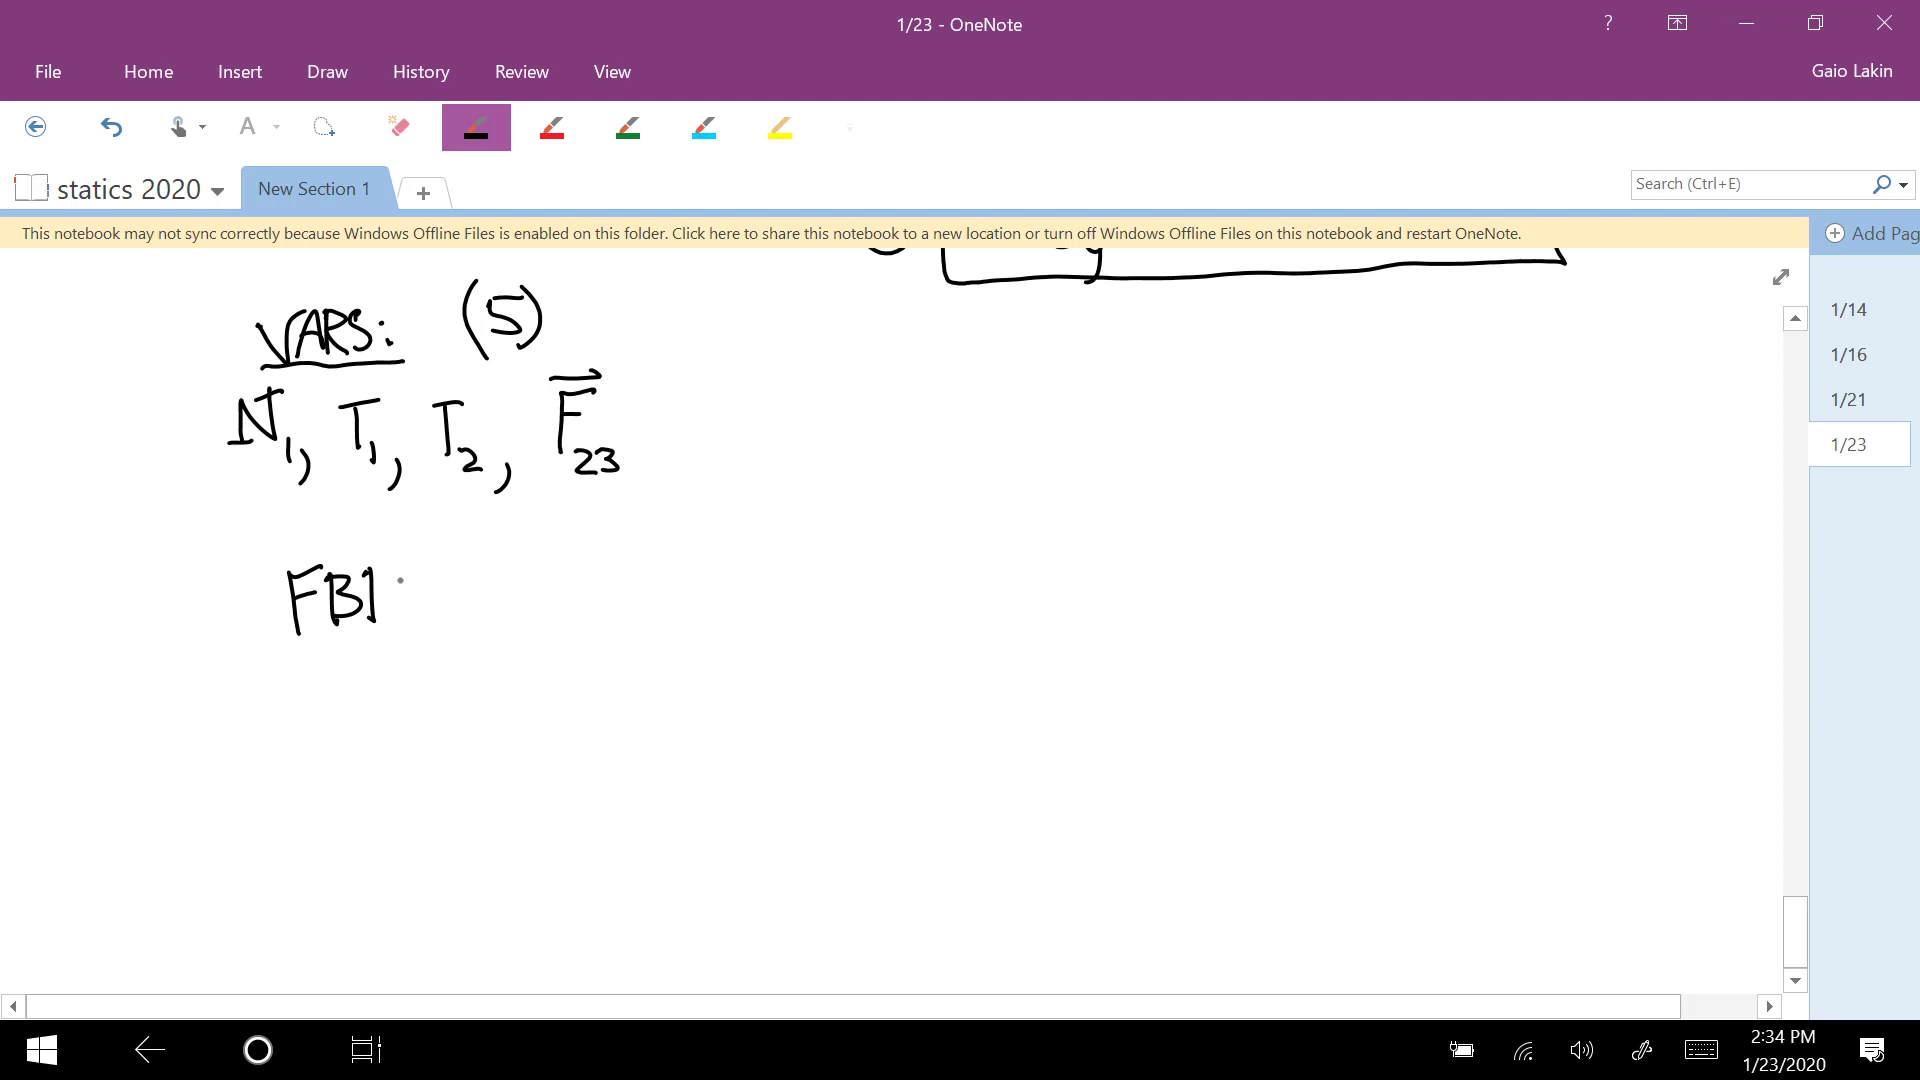 1/23 - OneNote
?
File Home Insert Draw History Review View
Gaio Lakin
A
statics 2020
New Section 1
+
Search (Ctrl+E)
This notebook may not sync correctly because Windows Offline Files is enabled on this folder. Click here to share this notebook to a new location or turn off Windows Offline Files on this notebook and restart OneNote.
Add Pag
1/14
1/16
1/21
1/23
VARS: (5)
N₁, T₁, T₂, F⃗₂₃
FBI
2:34 PM
1/23/2020